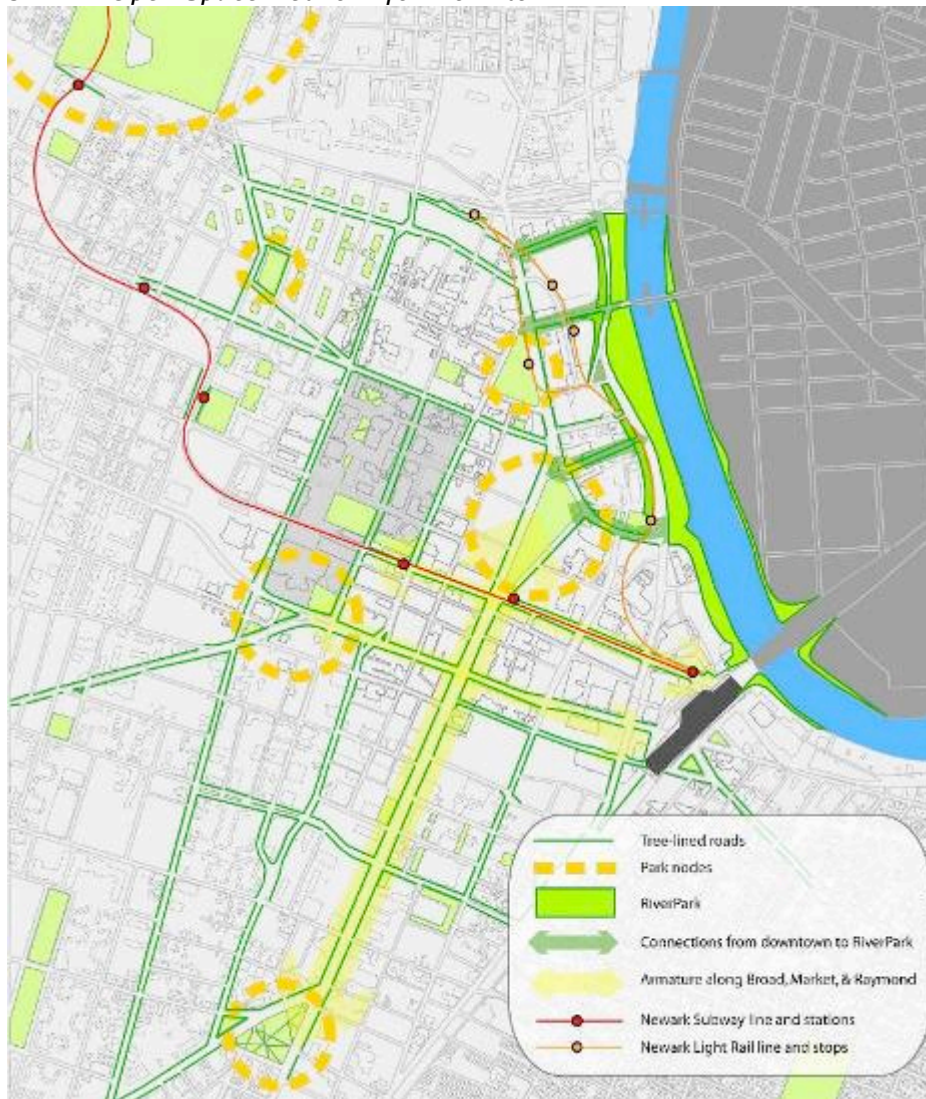 Tree-lined roads
Park nodes
RiverPark
Connections from downtown to RiverPark
Armature along Broad, Market, & Raymond
Newark Subway line and stations
Newark Light Rail line and stops